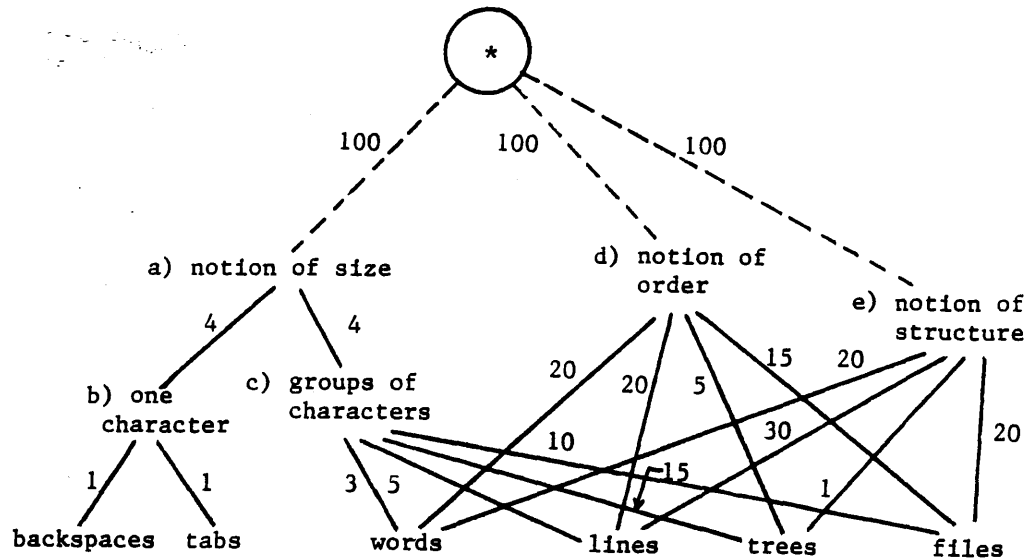 *
100 100 100
a) notion of size
d) notion of
order
e) notion of
structure
4 4
20 20 5 15 20
b) one
character
c) groups of
characters
10 30 20
1 1 3 5 15 1
backspaces tabs words lines trees files